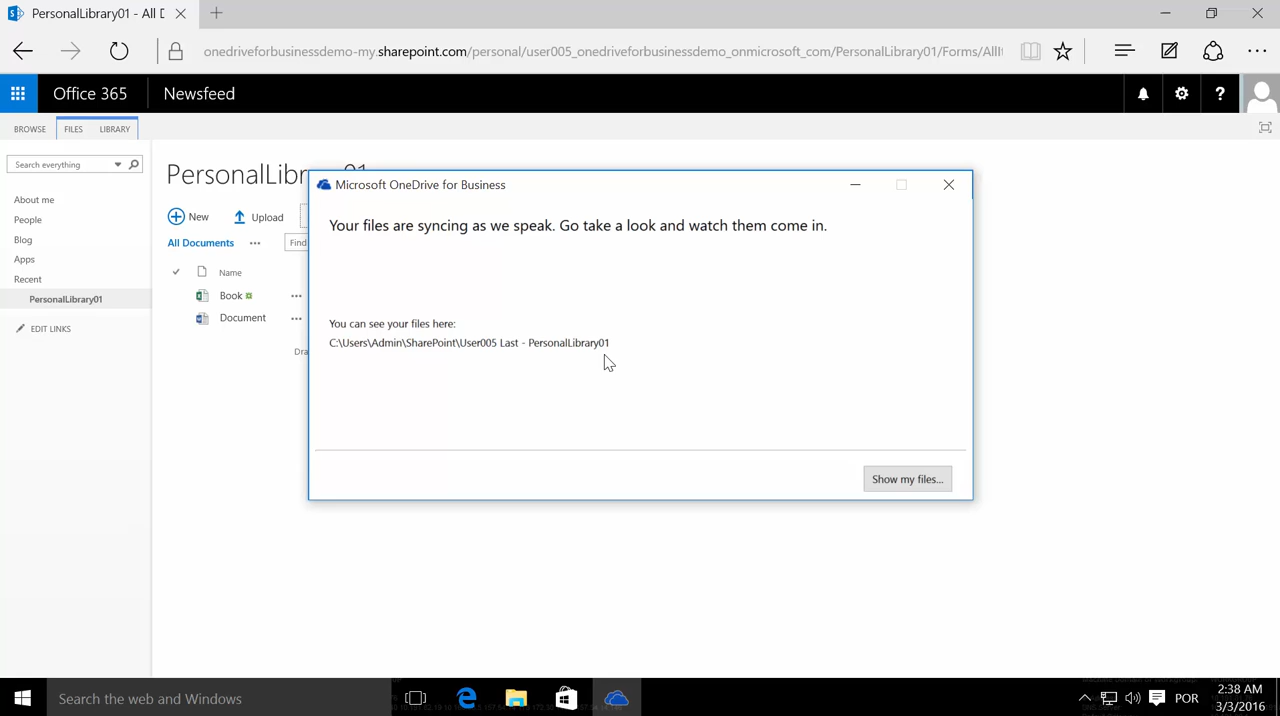 PersonalLibrary01 - All D
onedriveforbusinessdemo-my.sharepoint.com/personal/user005_onedriveforbusinessdemo_onmicrosoft_com/PersonalLibrary01/Forms/AllI
Office 365
Newsfeed
?
BROWSE
FILES
LIBRARY
Search everything
About me
People
Blog
Apps
Recent
PersonalLibrary01
EDIT LINKS
New
Upload
All Documents
...
Find
Name
Book
...
Document
...
Dra
Microsoft OneDrive for Business
Your files are syncing as we speak. Go take a look and watch them come in.
You can see your files here:
C:\Users\Admin\SharePoint\User005 Last - PersonalLibrary01
Show my files...
Search the web and Windows
POR
2:38 AM
3/3/2016